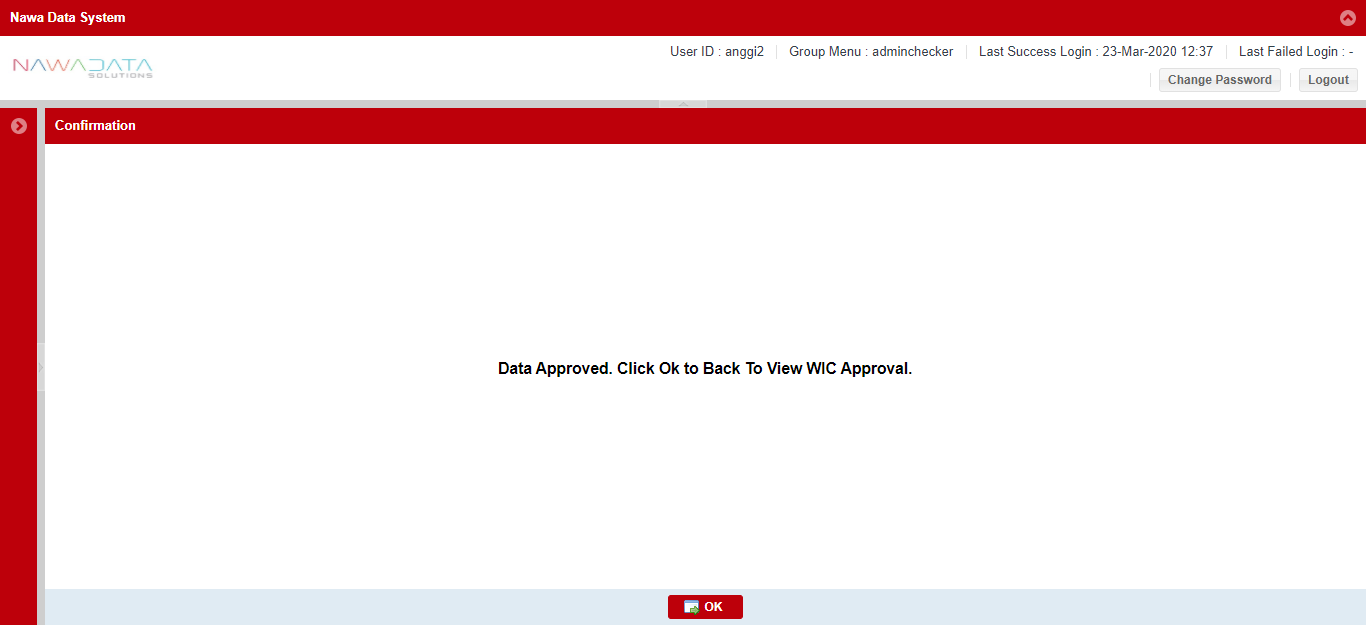 Nawa Data System
NAWADATA
SOLUTIONS
User ID : anggi2
Group Menu : adminchecker
Last Success Login : 23-Mar-2020 12:37
Last Failed Login : -
Change Password
Logout
Confirmation
Data Approved. Click Ok to Back To View WIC Approval.
OK